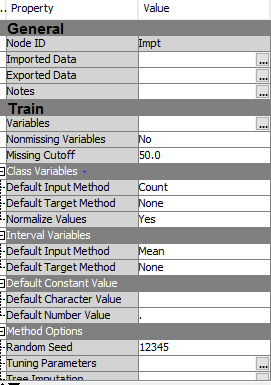 .. Property Value
General
Node ID Impt
Imported Data ...
Exported Data ...
Notes ...
Train
Variables ...
Nonmissing Variables No
Missing Cutoff 50.0
Class Variables
Default Input Method Count
Default Target Method None
Normalize Values Yes
Interval Variables
Default Input Method Mean
Default Target Method None
Default Constant Value
Default Character Value
Default Number Value .
Method Options
Random Seed 12345
Tuning Parameters ...
Tree Imputation ...